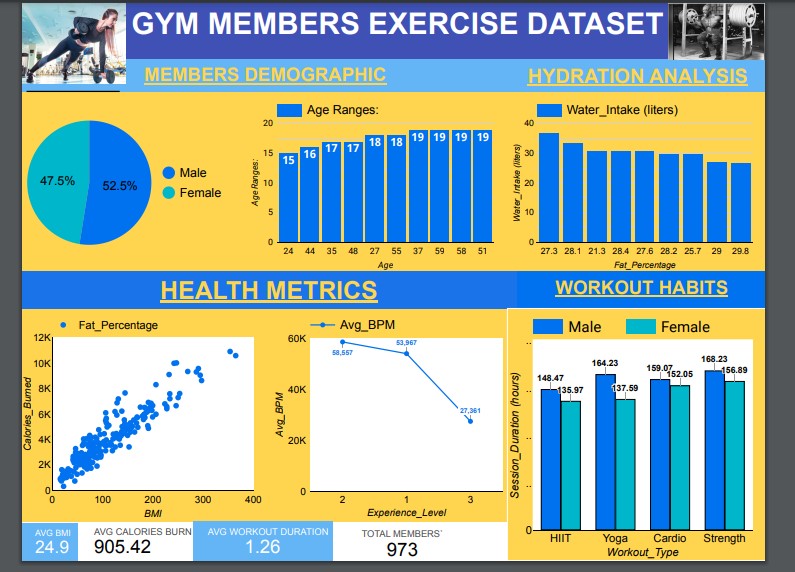 GYM MEMBERS EXERCISE DATASET
MEMBERS DEMOGRAPHIC
HYDRATION ANALYSIS
47.5%
52.5%
Male
Female
Age Ranges:
20
15
10
5
0
Age Ranges:
15 16 17 17 18 18 19 19 19 19
24 44 35 48 27 55 37 59 58 51
Age
Water_Intake (liters)
40
30
20
10
0
Water_Intake (liters)
27.3 28.1 21.3 28.4 27.6 28.2 25.7 29 29.8
Fat_Percentage
HEALTH METRICS
WORKOUT HABITS
Fat_Percentage
12K
10K
8K
6K
4K
2K
0
Calories_Burned
0 100 200 300 400
BMI
Avg_BPM
60K
40K
20K
0
Avg_BPM
58,557
53,967
27,361
2 1 3
Experience_Level
Male Female
Session_Duration (hours)
0
148.47 135.97 164.23 137.59 159.07 152.05 168.23 156.89
HIIT Yoga Cardio Strength
Workout_Type
AVG BMI
24.9
AVG CALORIES BURN
905.42
AVG WORKOUT DURATION
1.26
TOTAL MEMBERS`
973